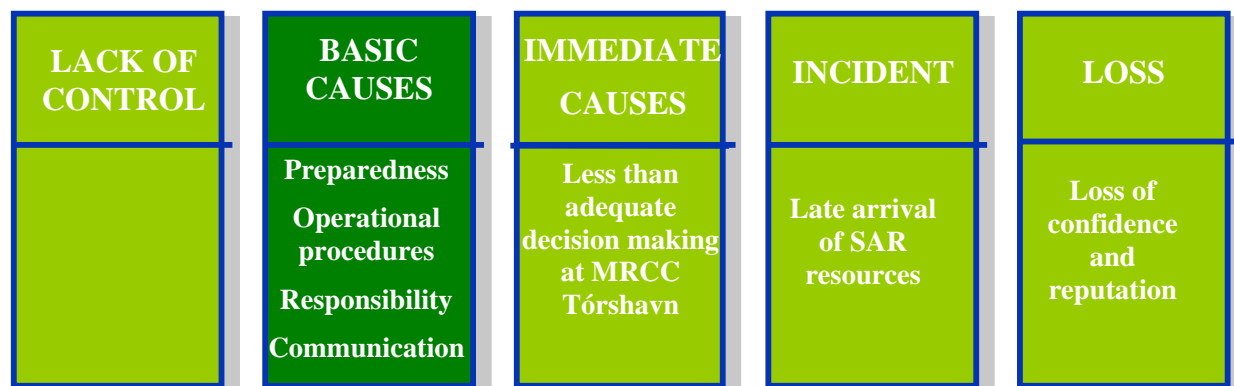 LACK OF
CONTROL
BASIC
CAUSES
Preparedness
Operational
procedures
Responsibility
Communication
IMMEDIATE
CAUSES
Less than
adequate
decision making
at MRCC
Tórshavn
INCIDENT
Late arrival
of SAR
resources
LOSS
Loss of
confidence
and
reputation